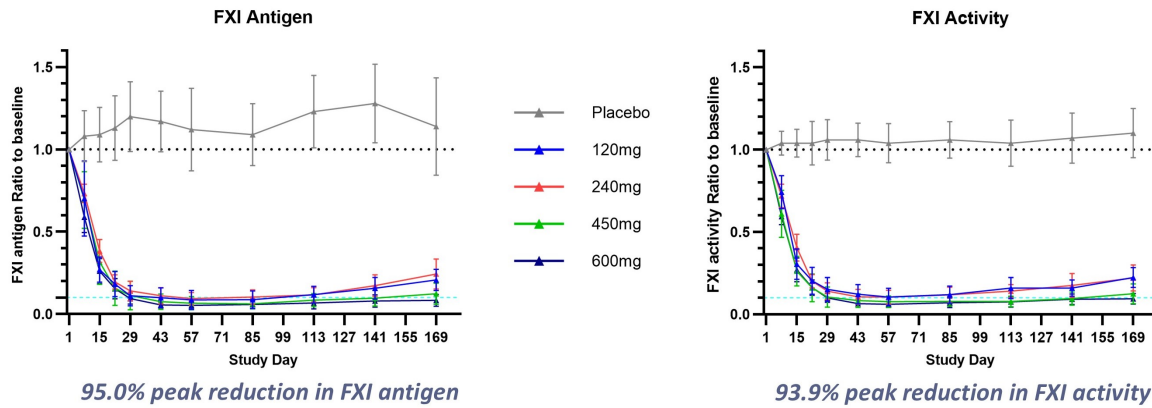 FXI Antigen
FXI antigen Ratio to baseline
1.5
1.0
0.5
0.0
1 15 29 43 57 71 85 99 113 127 141 155 169
Study Day
95.0% peak reduction in FXI antigen
Placebo
120mg
240mg
450mg
600mg
FXI Activity
FXI activity Ratio to baseline
1.5
1.0
0.5
0.0
1 15 29 43 57 71 85 99 113 127 141 155 169
Study Day
93.9% peak reduction in FXI activity